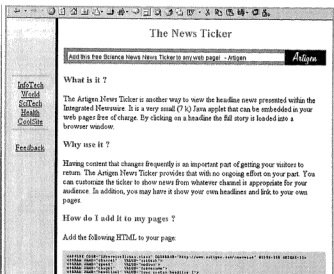 The News Ticker
Add this free Science News News Ticker to any web page! - Artigen
Artigen
InfoTech
World
SciTech
Health
CoolSite
Feedback
What is it ?
The Artigen News Ticker is another way to view the headline news presented within the
Integrated Newswire. It is a very small (7 k) Java applet that can be embedded in your
web pages free of charge. By clicking on a headline the full story is loaded into a
browser window.
Why use it ?
Having content that changes frequently is an important part of getting your visitors to
return. The Artigen News Ticker provides that with no ongoing effort on your part. You
can customize the ticker to show news from whatever channel is appropriate for your
audience. In addition, you may have it show your own headlines and link to your own
pages.
How do I add it to my pages ?
Add the following HTML to your page: